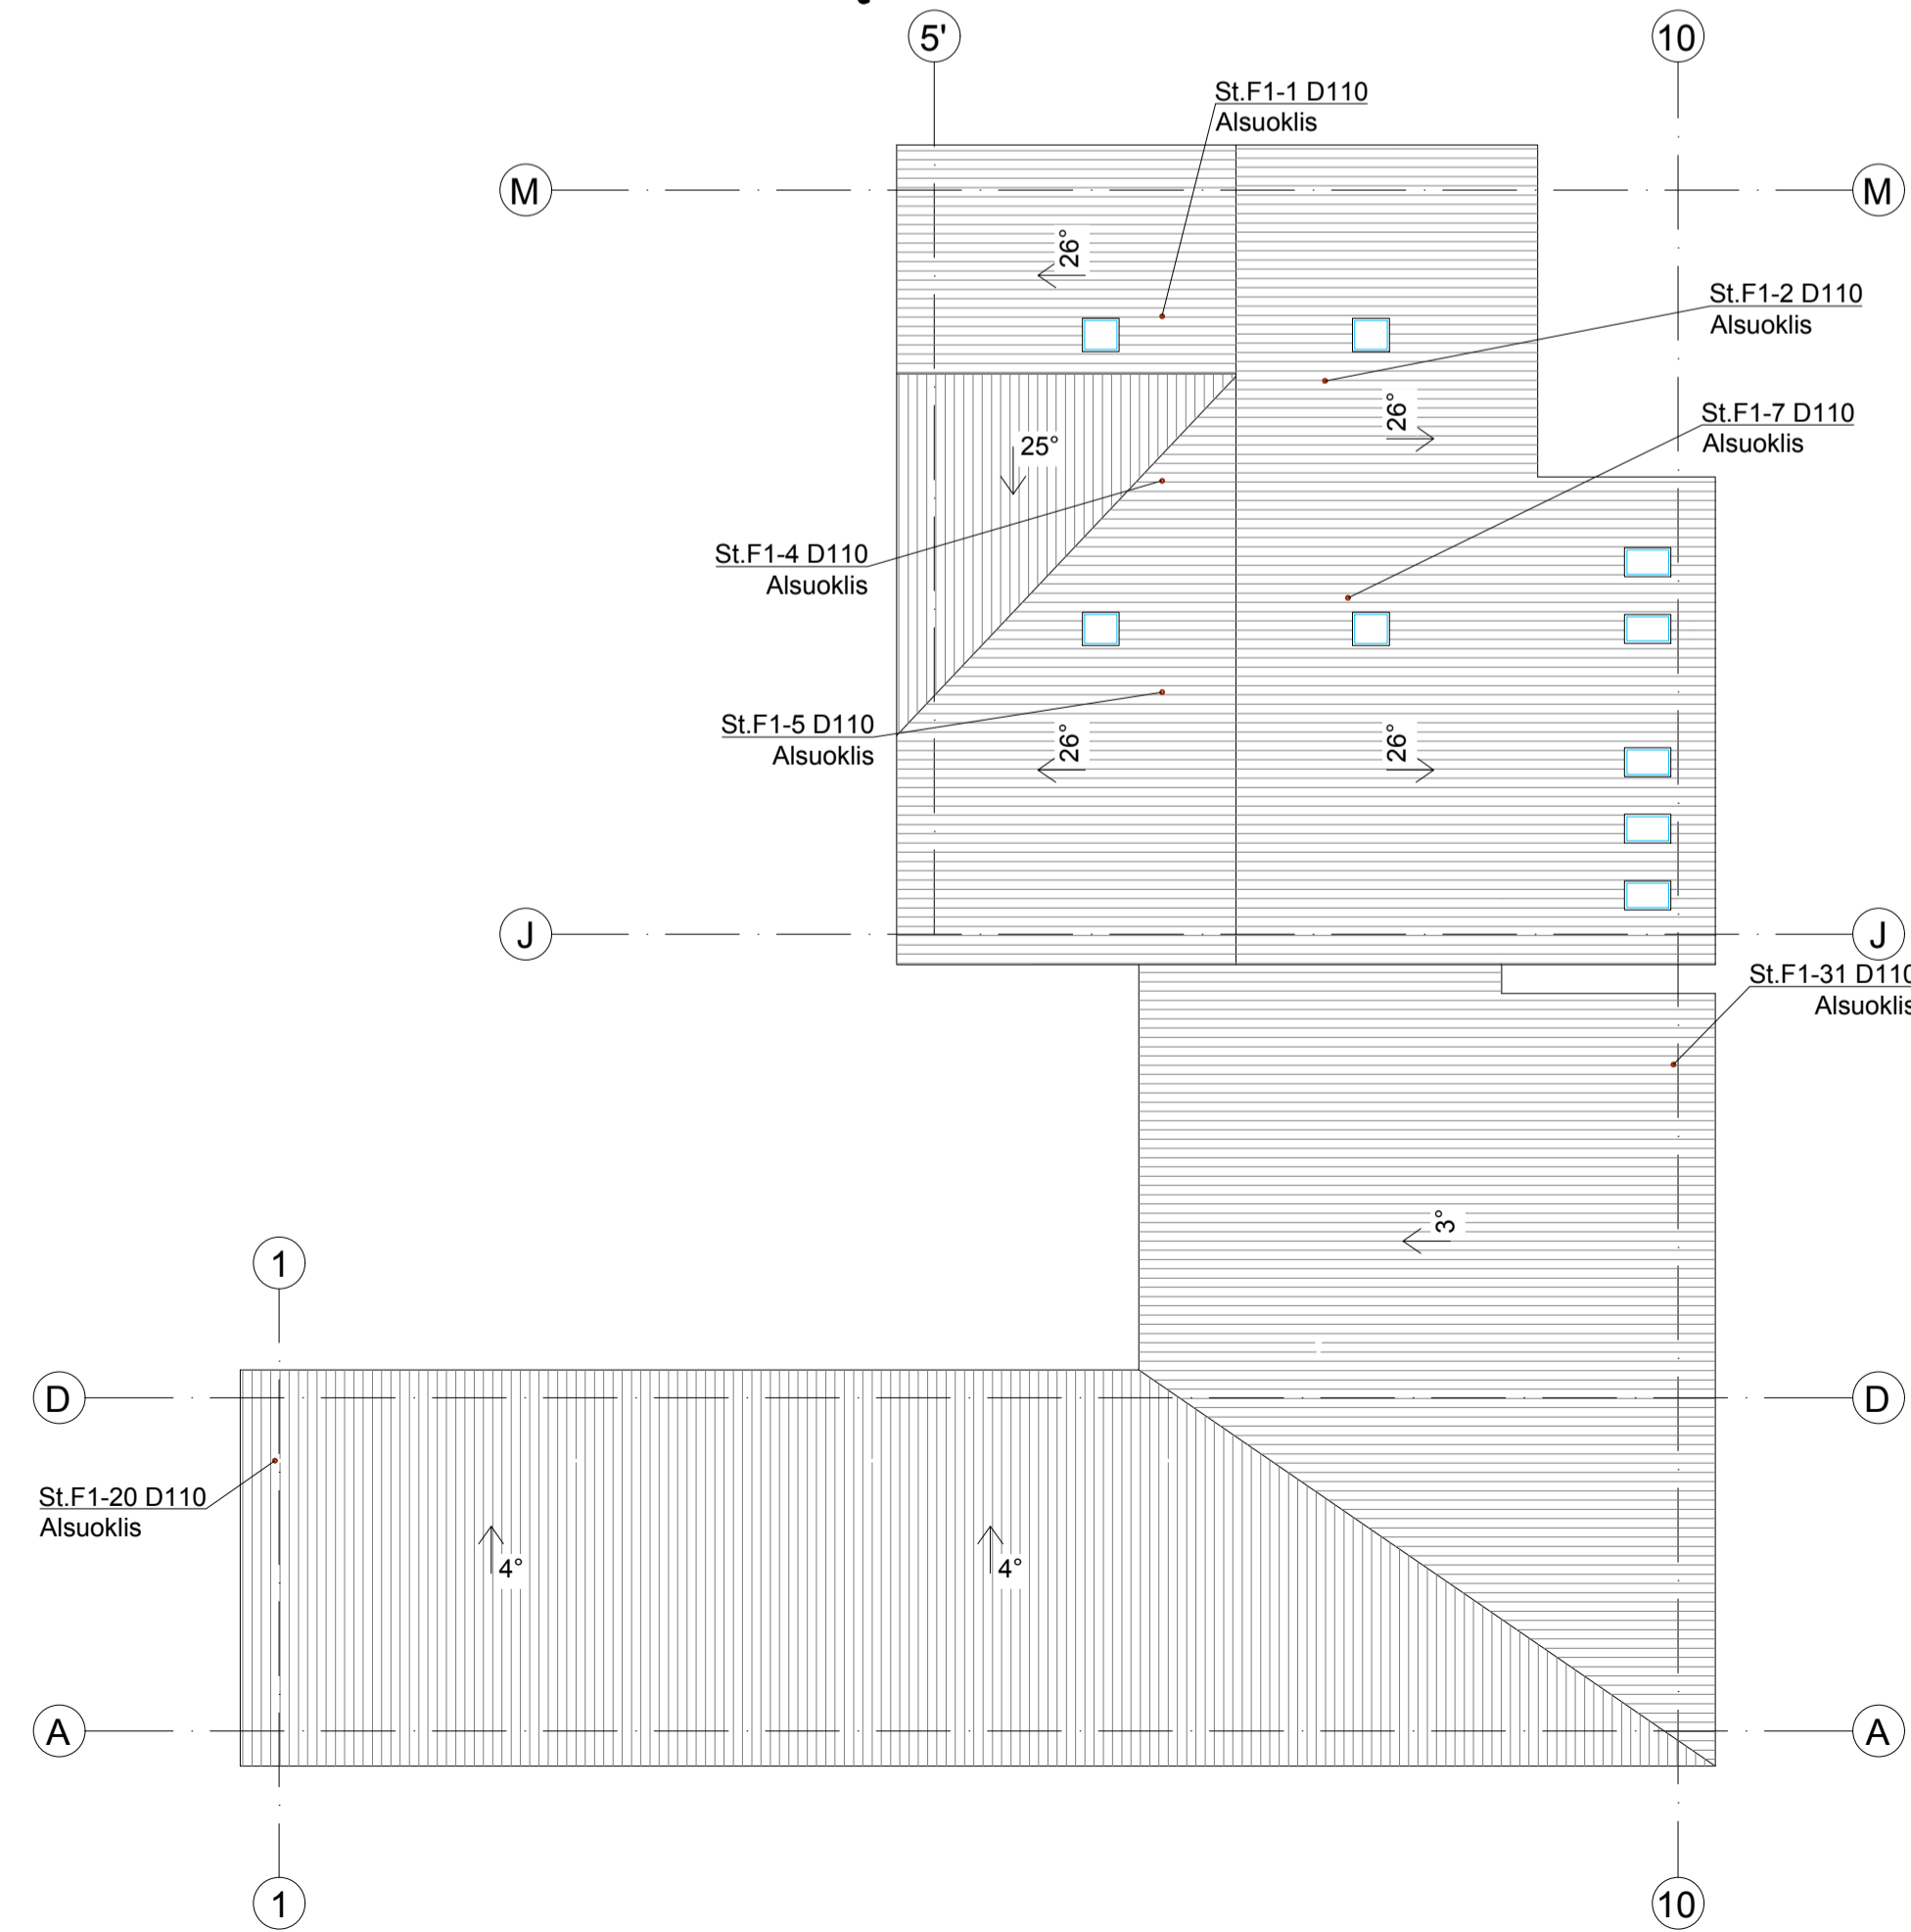 5'
10
St.F1-1 D110
Alsuoklis
M
M
26°
St.F1-2 D110
Alsuoklis
26°
St.F1-7 D110
Alsuoklis
25°
St.F1-4 D110
Alsuoklis
St.F1-5 D110
Alsuoklis
26°
26°
J
J
St.F1-31 D110
Alsuoklis
3°
1
D
D
St.F1-20 D110
Alsuoklis
4°
4°
A
A
1
10